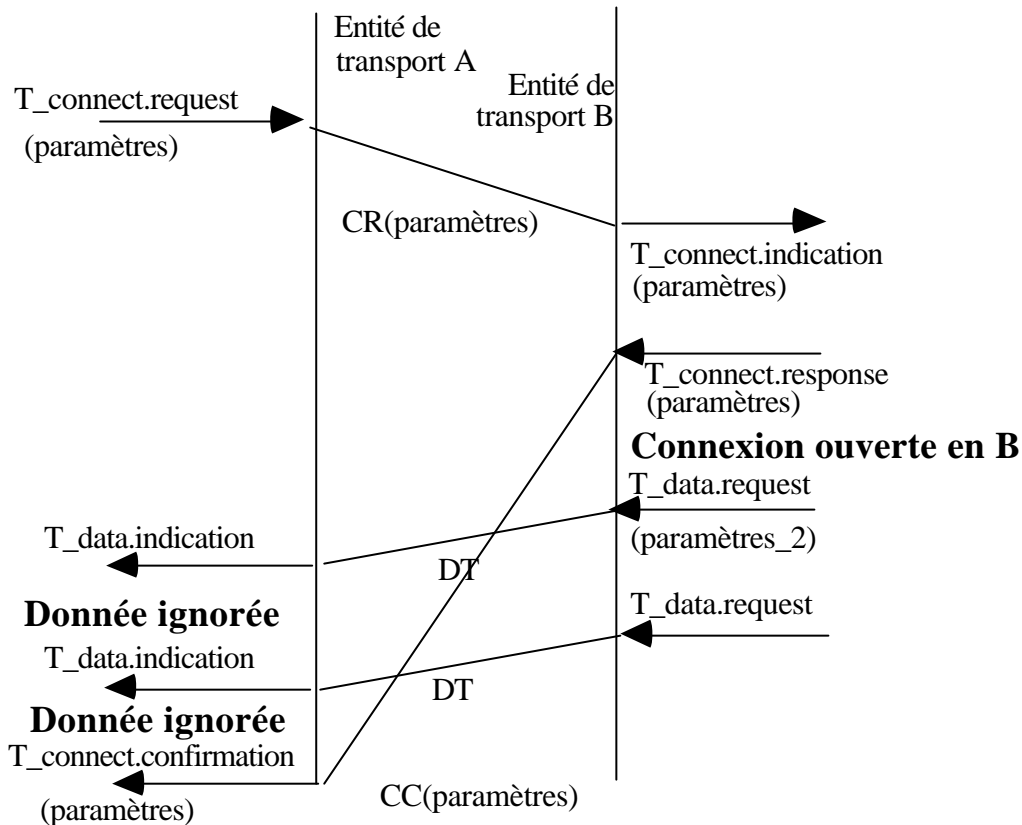 Entité de
transport A
Entité de
transport B
T_connect.request
(paramètres)
CR(paramètres)
T_connect.indication
(paramètres)
T_connect.response
(paramètres)
Connexion ouverte en B
T_data.request
(paramètres_2)
T_data.indication
DT
Donnée ignorée
T_data.request
T_data.indication
DT
Donnée ignorée
T_connect.confirmation
(paramètres)
CC(paramètres)